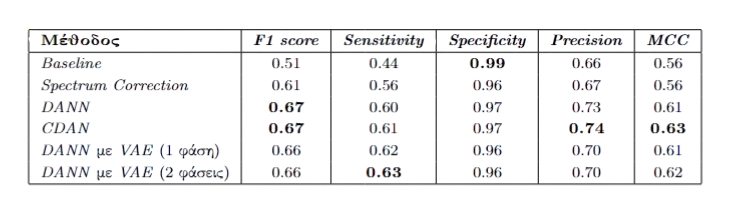 Μέθοδος F1 score Sensitivity Specificity Precision MCC
Baseline 0.51 0.44 0.99 0.66 0.56
Spectrum Correction 0.61 0.56 0.96 0.67 0.56
DANN 0.67 0.60 0.97 0.73 0.61
CDAN 0.67 0.61 0.97 0.74 0.63
DANN με VAE (1 φάση) 0.66 0.62 0.96 0.70 0.61
DANN με VAE (2 φάσεις) 0.66 0.63 0.96 0.70 0.62